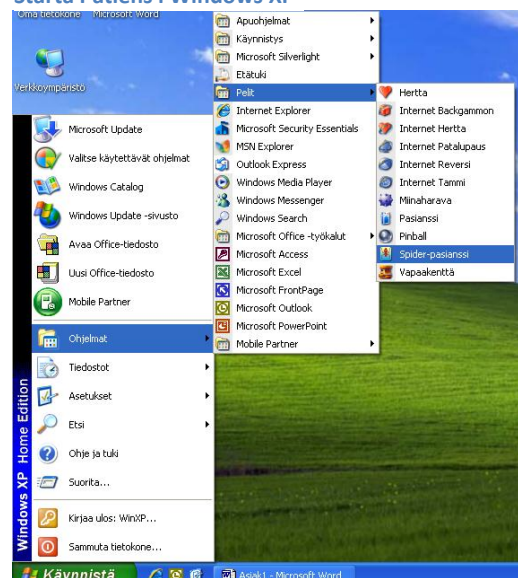 Starta Patiens i Windows XP
Oma tietokone Microsoft Word
Verkkoympäristö
Microsoft Update
Valitse käytettävät ohjelmat
Windows Catalog
Windows Update -sivusto
Avaa Office-tiedosto
Uusi Office-tiedosto
Mobile Partner
Ohjelmat
Tiedostot
Asetukset
Etsi
Ohje ja tuki
Suorita...
Kirjaa ulos: WinXP...
Sammuta tietokone...
Windows XP Home Edition
Apuohjelmat
Käynnistys
Microsoft Silverlight
Etätuki
Pelit
Internet Explorer
Microsoft Security Essentials
MSN Explorer
Outlook Express
Windows Media Player
Windows Messenger
Windows Search
Microsoft Office -työkalut
Microsoft Access
Microsoft Excel
Microsoft FrontPage
Microsoft Outlook
Microsoft PowerPoint
Mobile Partner
Hertta
Internet Backgammon
Internet Hertta
Internet Patalupaus
Internet Reversi
Internet Tammi
Miinaharava
Pasianssi
Pinball
Spider-pasianssi
Vapaakenttä
Käynnistä
Asiak1 - Microsoft Word